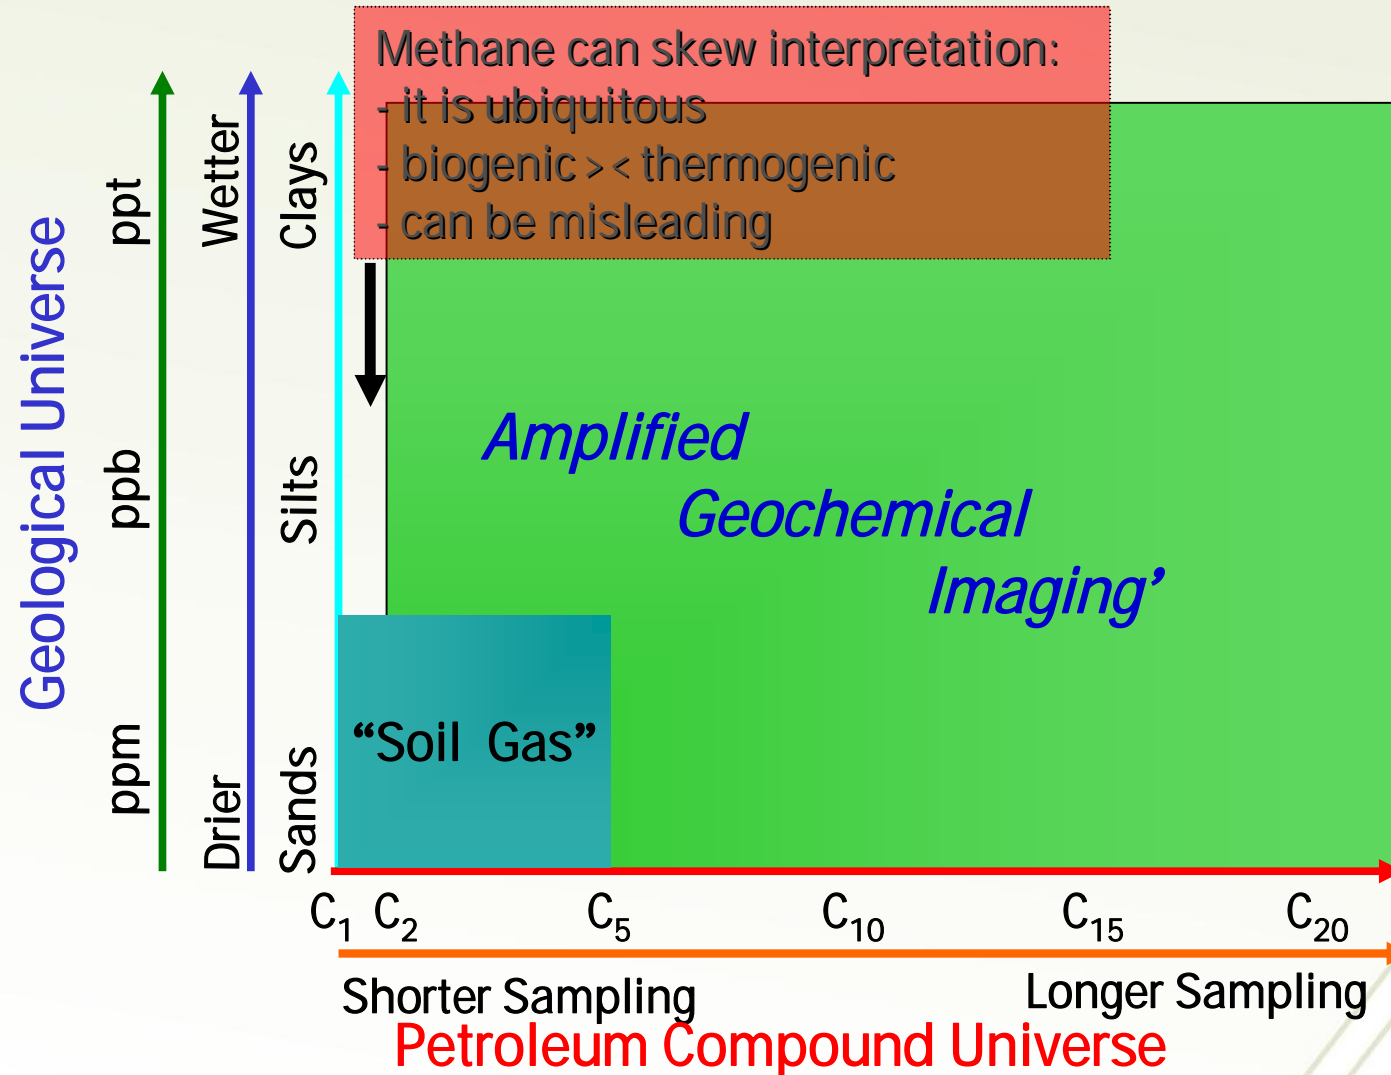 Methane can skew interpretation:
- it is ubiquitous
- biogenic > < thermogenic
- can be misleading
Geological Universe
ppt
ppb
ppm
Wetter
Drier
Clays
Silts
Sands
Amplified
Geochemical
Imaging’
“Soil Gas”
C₁ C₂ C₅ C₁₀ C₁₅ C₂₀
Shorter Sampling Longer Sampling
Petroleum Compound Universe